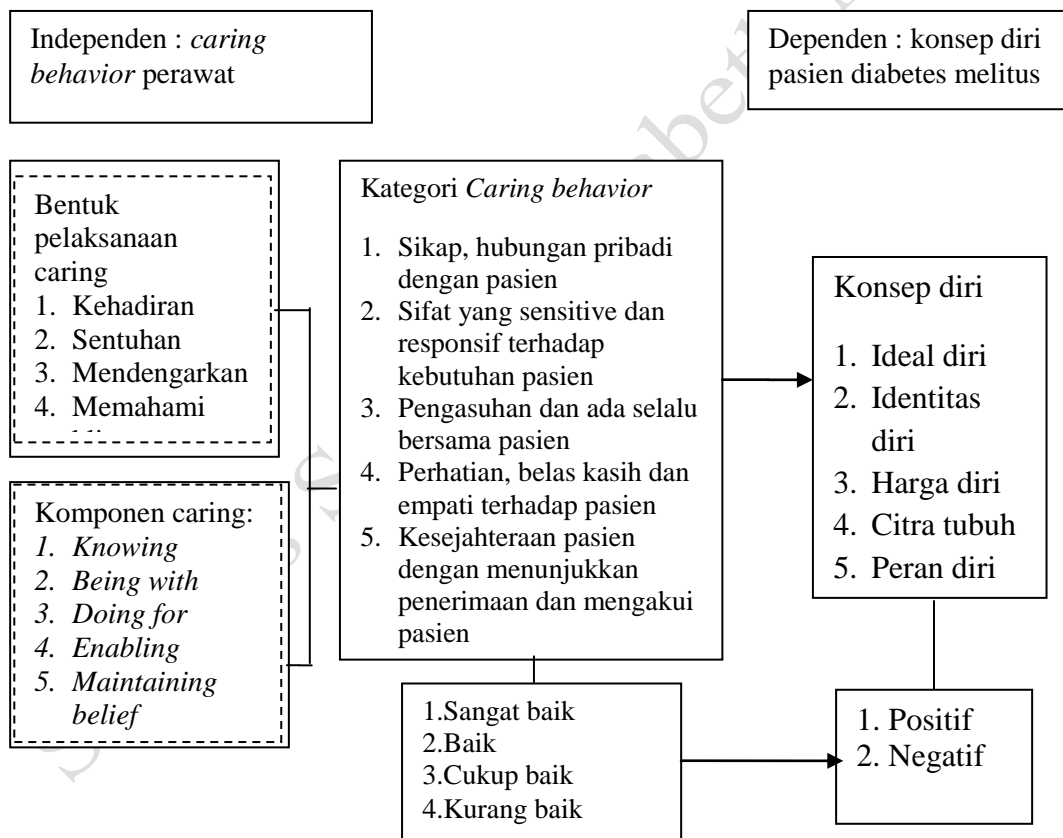 Independen : caring
behavior perawat
Dependen : konsep diri
pasien diabetes melitus
Bentuk
pelaksanaan
caring
1. Kehadiran
2. Sentuhan
3. Mendengarkan
4. Memahami
Komponen caring:
1. Knowing
2. Being with
3. Doing for
4. Enabling
5. Maintaining
belief
Kategori Caring behavior
1. Sikap, hubungan pribadi
dengan pasien
2. Sifat yang sensitive dan
responsif terhadap
kebutuhan pasien
3. Pengasuhan dan ada selalu
bersama pasien
4. Perhatian, belas kasih dan
empati terhadap pasien
5. Kesejahteraan pasien
dengan menunjukkan
penerimaan dan mengakui
pasien
1.Sangat baik
2.Baik
3.Cukup baik
4.Kurang baik
Konsep diri
1. Ideal diri
2. Identitas
diri
3. Harga diri
4. Citra tubuh
5. Peran diri
1. Positif
2. Negatif